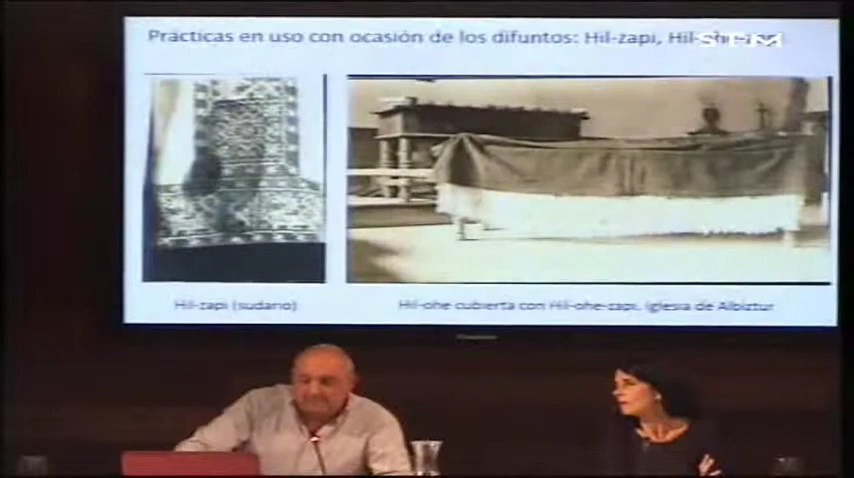 Prácticas en uso con ocasión de los difuntos: Hil-zapi,
STM
Hil-zapi (sudario)
Hil-ohe cubierta con Hil-ohe-zapi. Iglesia de Albiztur